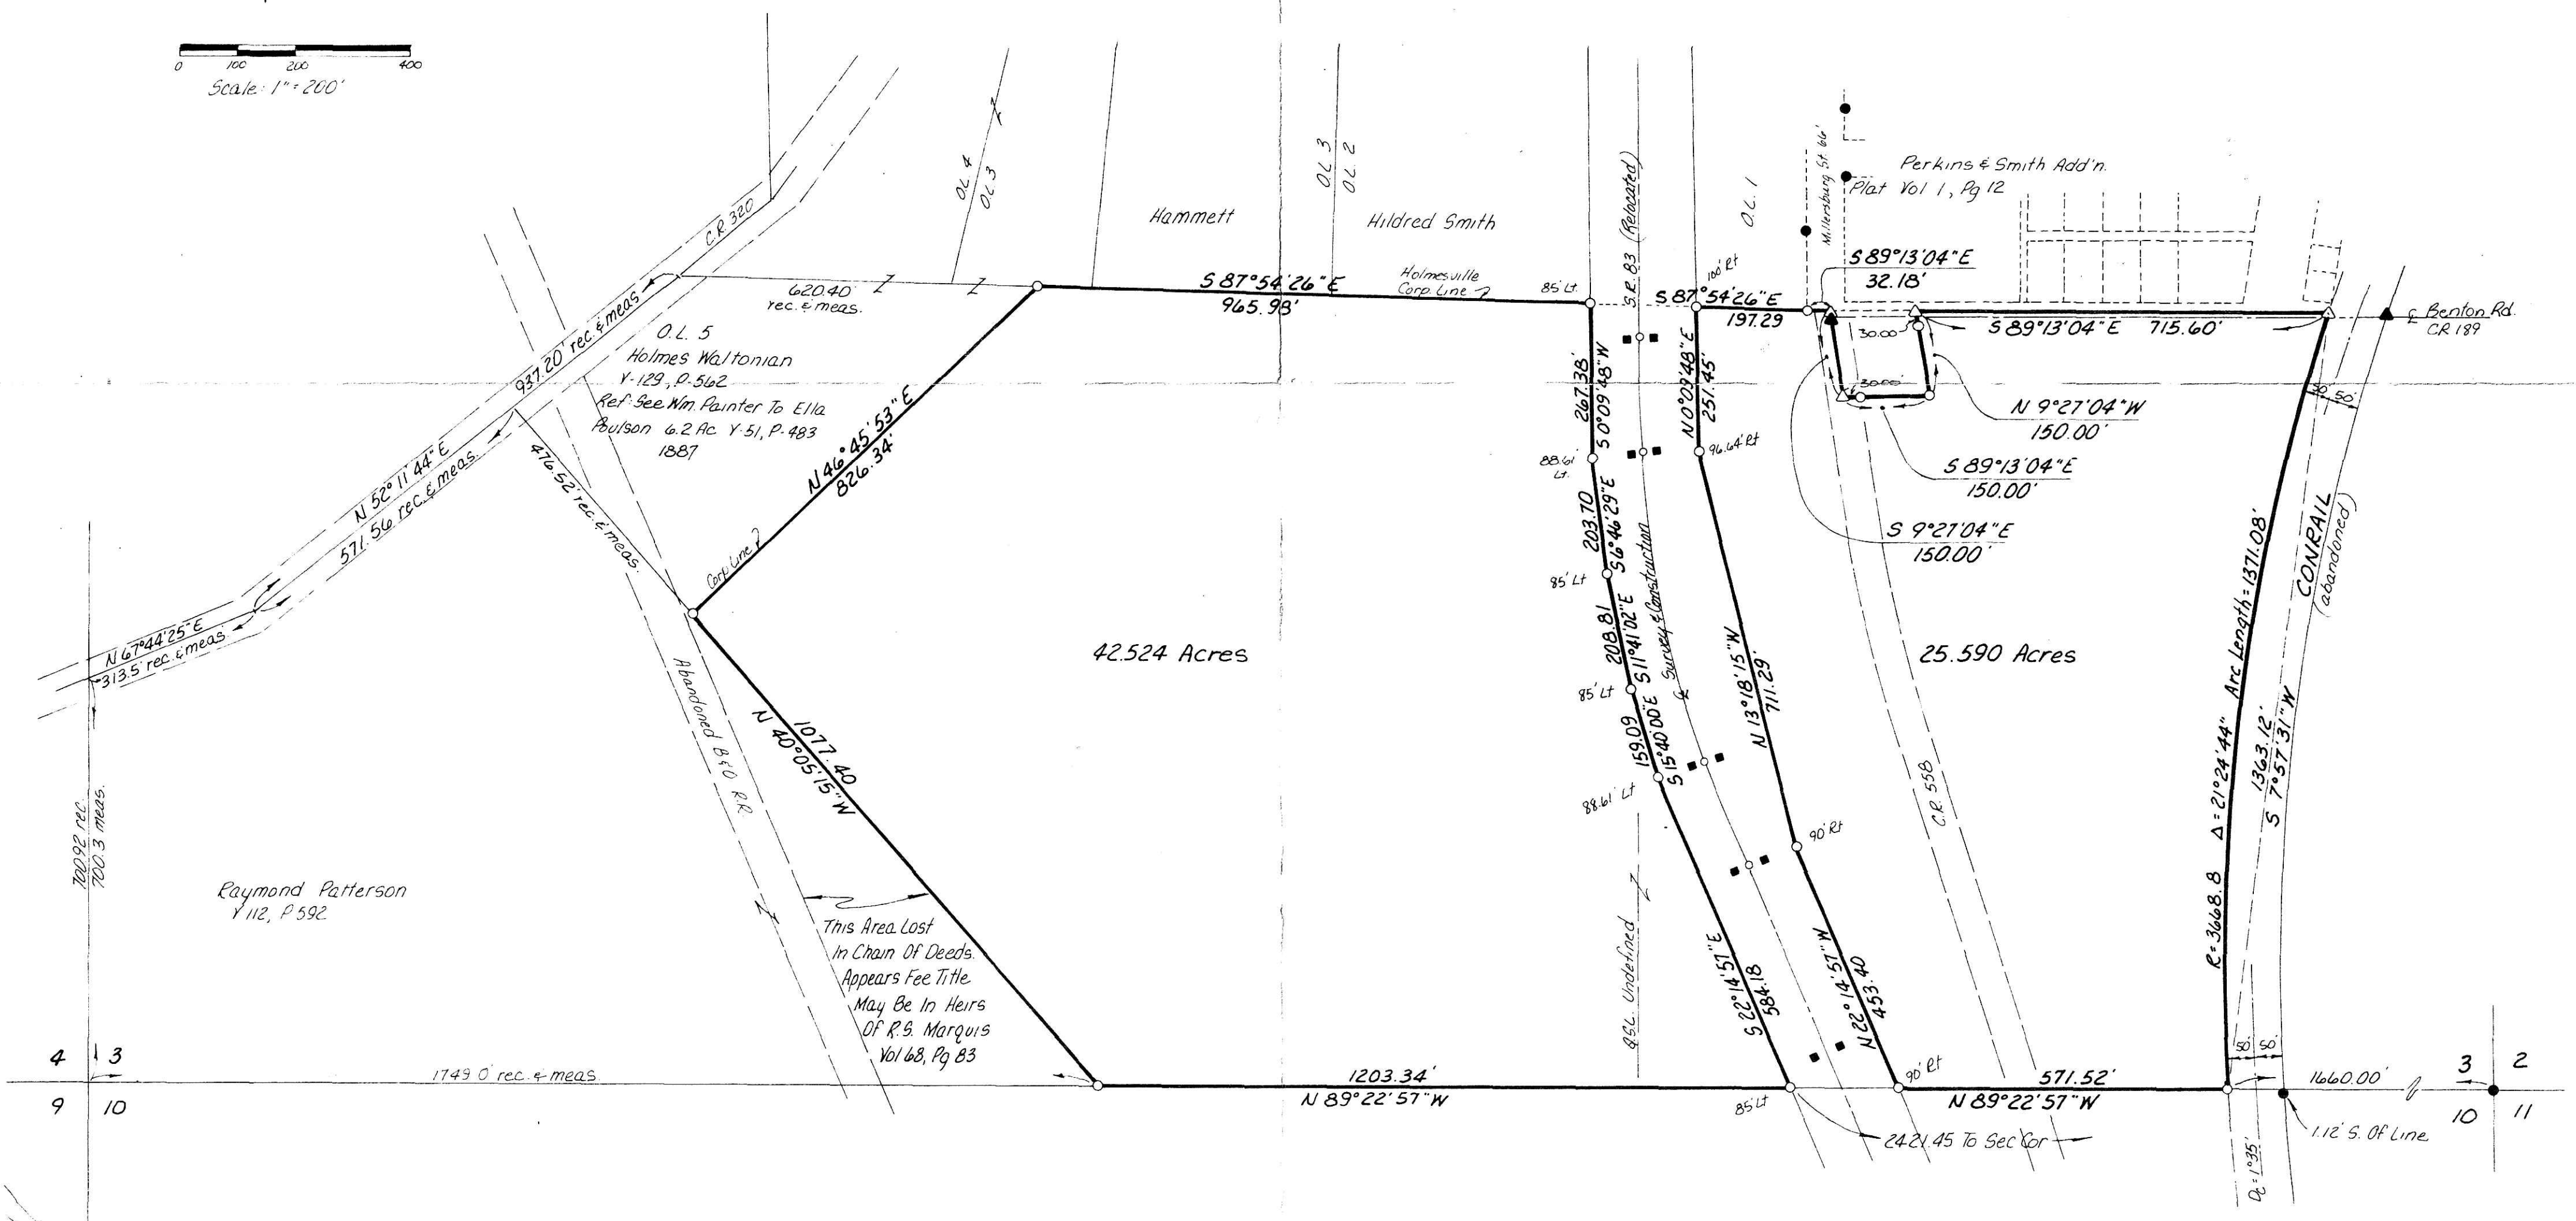 0 100 200 400
Scale: 1" = 200'
C.R. 320
O.L. 4
O.L. 3
Hammett
O.L. 3
O.L. 2
Hildred Smith
S.R. 83 (Relocated)
O.L. 1
Millersburg St. 66'
Perkins & Smith Add'n.
Plat Vol 1, Pg 12
620.40'
rec. & meas.
S 87° 54' 26" E
965.98'
Holmesville
Corp. Line
85' Lt.
100' Rt
S 87° 54' 26" E
197.29
S 89° 13' 04" E
32.18'
30.00'
S 89° 13' 04" E 715.60'
℄ Benton Rd.
CR 189
937.20' rec. & meas.
O.L. 5
Holmes Waltonian
V-129, P-562
Ref: See Wm. Painter To Ella
Poulson 6.2 Ac V-51, P-483
1887
N 46° 45' 53" E
826.34'
Corp Line
267.38'
S 0° 09' 48" W
N 0° 09' 48" E
251.45'
30.00'
50' 50'
N 9° 27' 04" W
150.00'
S 89° 13' 04" E
150.00'
S 9° 27' 04" E
150.00'
88.61'
Lt.
96.64' Rt
N 52° 11' 44" E
571.56 rec. & meas.
476.52' rec. & meas.
203.70
S 6° 46' 29" E
85' Lt
208.81
S 11° 41' 02" E
85' Lt
159.09
S 15° 40' 00" E
88.61' Lt
℄ Survey & Construction
N 67° 44' 25" E
313.5' rec. & meas.
42.524 Acres
N 13° 18' 15" W
711.29'
90' Rt
25.590 Acres
CONRAIL
(abandoned)
R = 3668.8 Δ = 21° 24' 44" Arc Length = 1371.08'
1363.12'
S 7° 57' 31" W
C.R. 558
Abandoned B&O R.R.
1077.40
N 40° 05' 15" W
700.92 rec.
700.3 meas.
Raymond Patterson
V 112, P 592
This Area Lost
In Chain Of Deeds.
Appears Fee Title
May Be In Heirs
Of R.S. Marquis
Vol 68, Pg 83
QSL. Undefined
S 22° 14' 57" E
584.18
N 22° 14' 57" W
453.40
4 3
9 10
1749.0' rec. & meas.
1203.34'
N 89° 22' 57" W
85' Lt
90' Rt
571.52'
N 89° 22' 57" W
50' 50'
1660.00'
3 2
10 11
2421.45 To Sec Cor
1.12' S. Of Line
Dc = 1° 35'